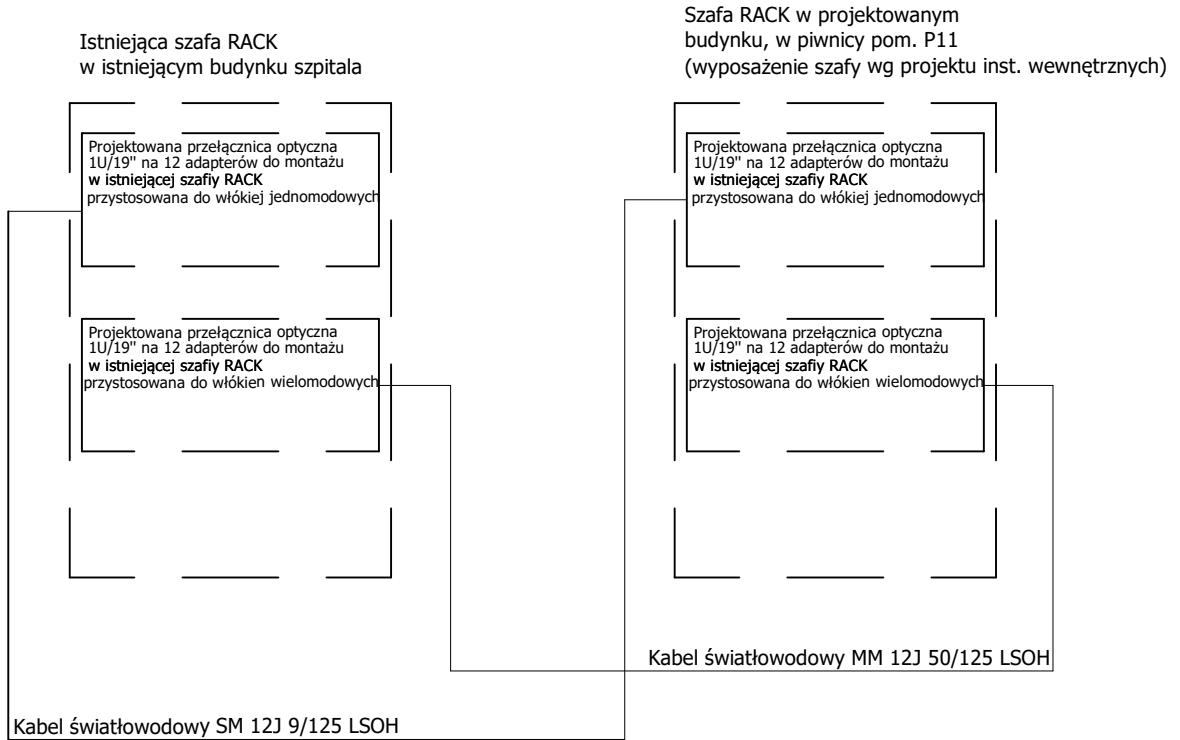 Istniejąca szafa RACK
w istniejącym budynku szpitala
Szafa RACK w projektowanym
budynku, w piwnicy pom. P11
(wyposażenie szafy wg projektu inst. wewnętrznych)
Projektowana przełącznica optyczna
1U/19" na 12 adapterów do montażu
w istniejącej szafiy RACK
przystosowana do włókiej jednomodowych
Projektowana przełącznica optyczna
1U/19" na 12 adapterów do montażu
w istniejącej szafiy RACK
przystosowana do włókiej jednomodowych
Projektowana przełącznica optyczna
1U/19" na 12 adapterów do montażu
w istniejącej szafiy RACK
przystosowana do włókien wielomodowych
Projektowana przełącznica optyczna
1U/19" na 12 adapterów do montażu
w istniejącej szafiy RACK
przystosowana do włókien wielomodowych
Kabel światłowodowy MM 12J 50/125 LSOH
Kabel światłowodowy SM 12J 9/125 LSOH